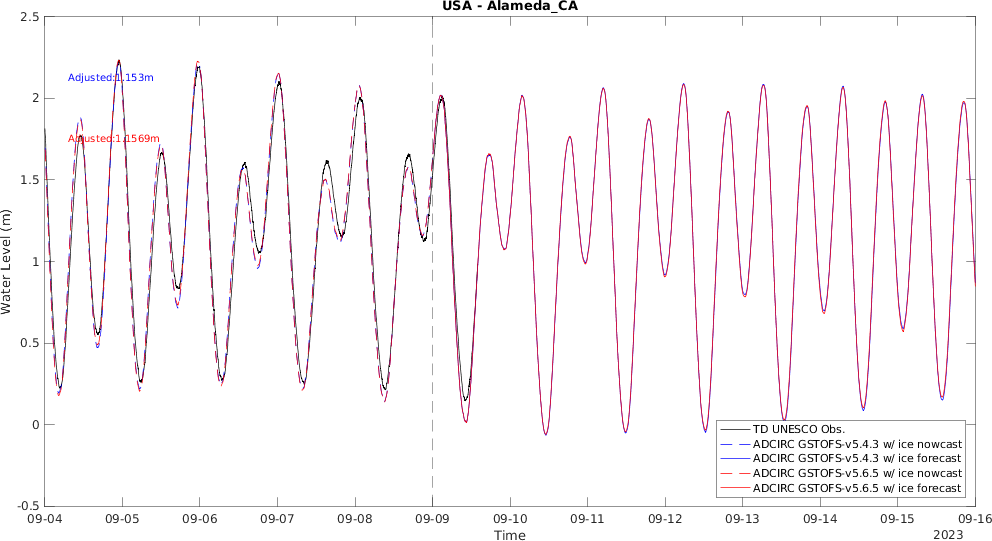 USA - Alameda_CA
2.5
2
1.5
1
0.5
0
-0.5
Water Level (m)
Adjusted:1.153m
Adjusted:1.1569m
TD UNESCO Obs.
ADCIRC GSTOFS-v5.4.3 w/ ice nowcast
ADCIRC GSTOFS-v5.4.3 w/ ice forecast
ADCIRC GSTOFS-v5.6.5 w/ ice nowcast
ADCIRC GSTOFS-v5.6.5 w/ ice forecast
09-04 09-05 09-06 09-07 09-08 09-09 09-10 09-11 09-12 09-13 09-14 09-15 09-16
Time
2023